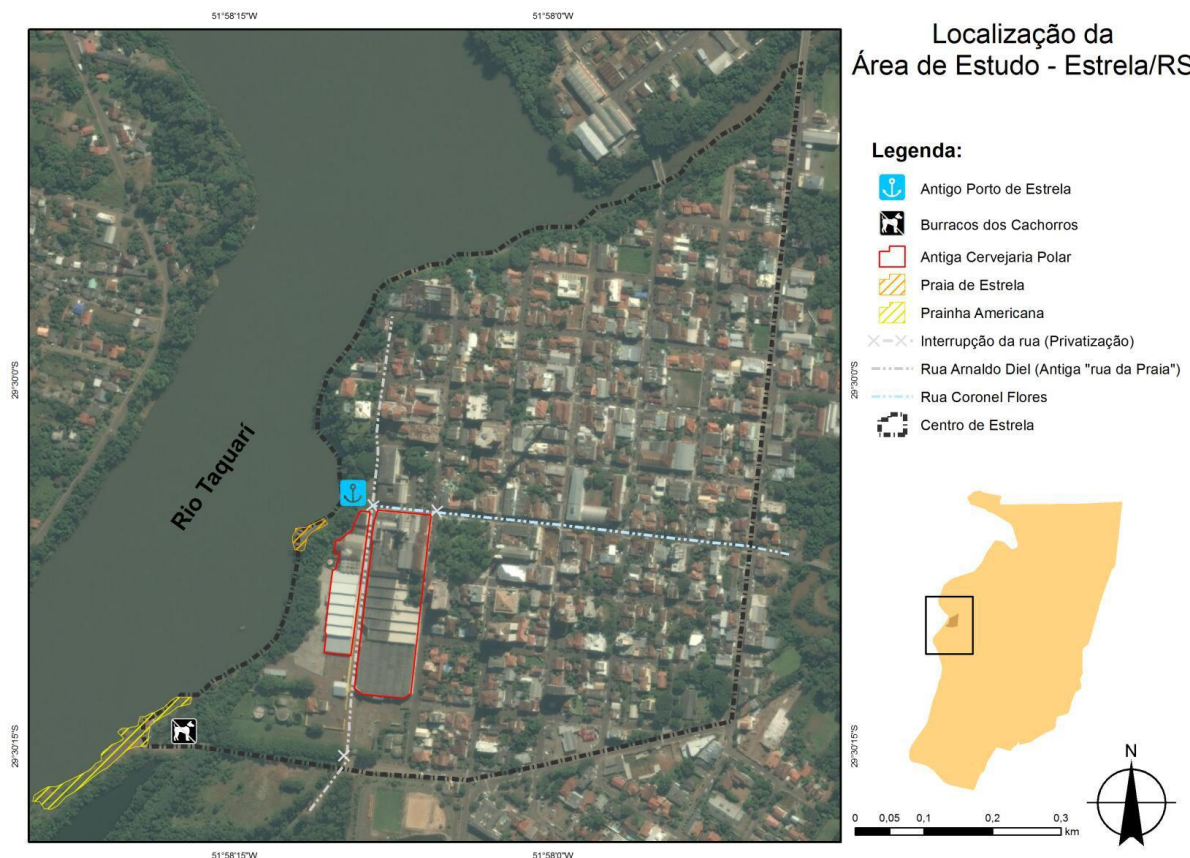 51°58'15"W
51°58'0"W
Localização da
Área de Estudo - Estrela/RS
Legenda:
Antigo Porto de Estrela
Burracos dos Cachorros
Antiga Cervejaria Polar
Praia de Estrela
Prainha Americana
Interrupção da rua (Privatização)
Rua Arnaldo Diel (Antiga "rua da Praia")
Rua Coronel Flores
Centro de Estrela
29°30'0"S
29°30'0"S
Rio Taquarí
29°30'15"S
29°30'15"S
N
0 0,05 0,1 0,2 0,3
km
51°58'15"W
51°58'0"W